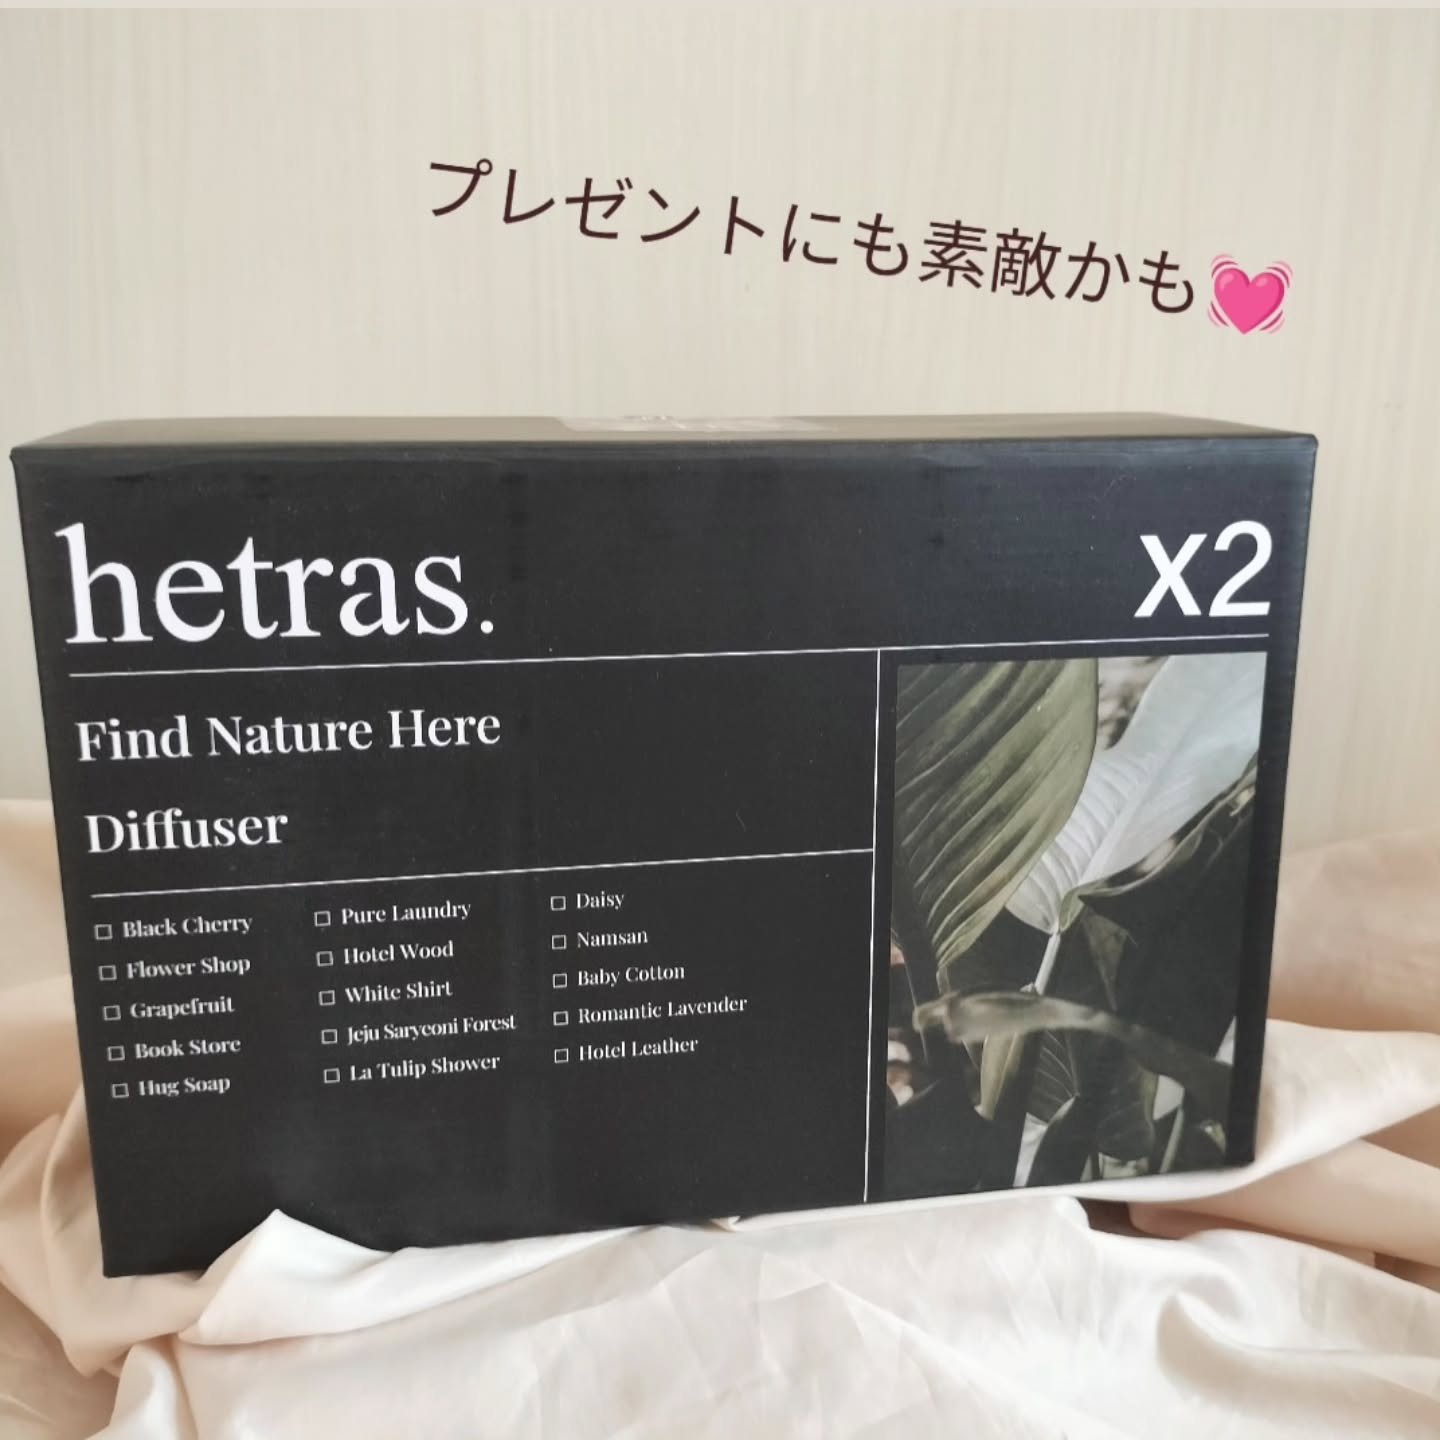 プレゼントにも素敵かも💓
hetras.
x2
Find Nature Here
Diffuser
☐ Black Cherry
☐ Flower Shop
☐ Grapefruit
☐ Book Store
☐ Hug Soap
☐ Pure Laundry
☐ Hotel Wood
☐ White Shirt
☐ Jeju Saryeoni Forest
☐ La Tulip Shower
☐ Daisy
☐ Namsan
☐ Baby Cotton
☐ Romantic Lavender
☐ Hotel Leather